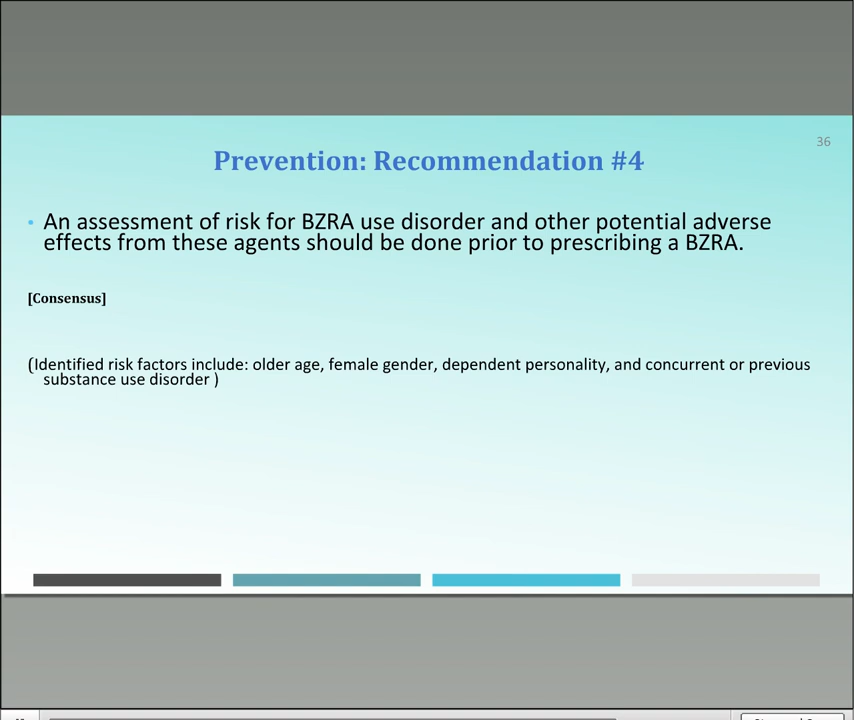 36
Prevention: Recommendation #4
• An assessment of risk for BZRA use disorder and other potential adverse
effects from these agents should be done prior to prescribing a BZRA.
[Consensus]
(Identified risk factors include: older age, female gender, dependent personality, and concurrent or previous
substance use disorder )